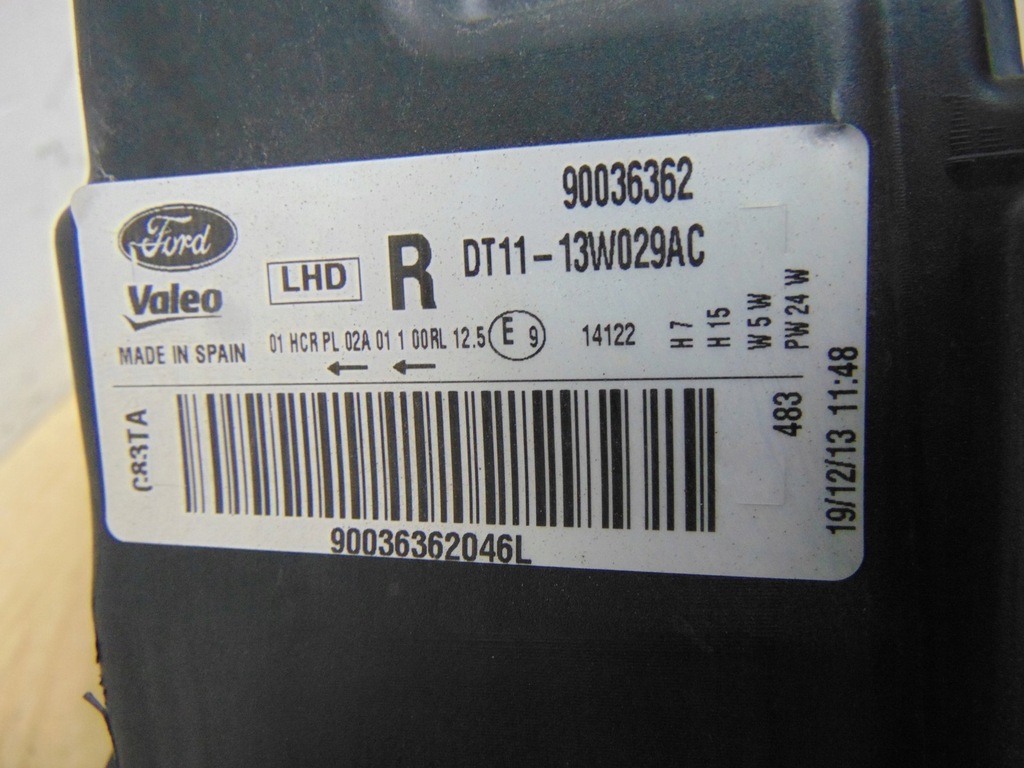 90036362
Ford
Valeo
MADE IN SPAIN
LHD
R
DT11-13W029AC
01 HCR PL 02A 01 1 00RL 12.5 E 9
14122
H 7
H 15
W 5 W
PW 24 W
083TA
483
19/12/13 11:48
90036362046L